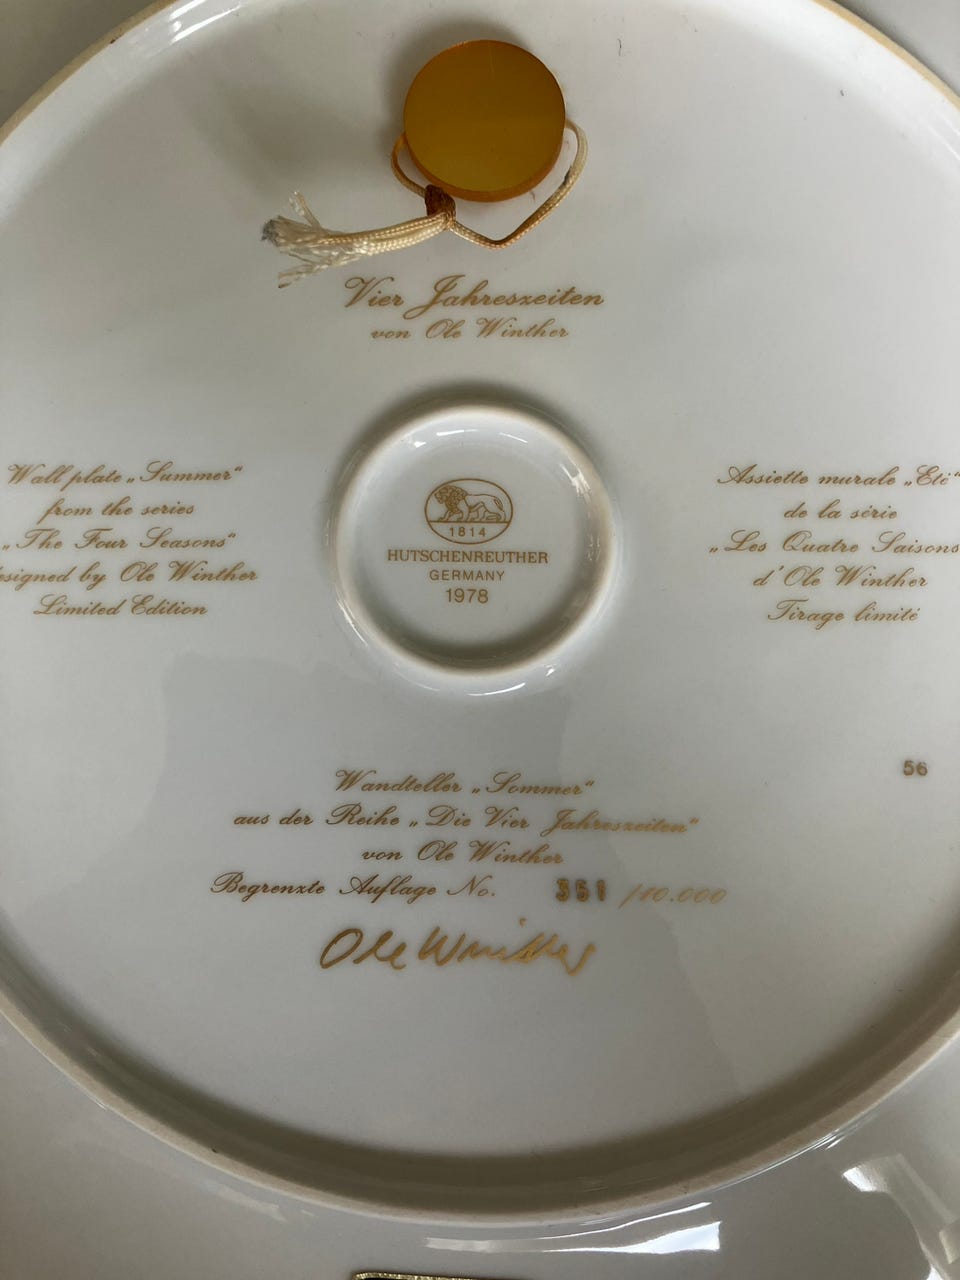 Vier Jahreszeiten
von Ole Winther
Wall plate „Summer“
from the series
„The Four Seasons“
designed by Ole Winther
Limited Edition
1814
HUTSCHENREUTHER
GERMANY
1978
Assiette murale „Eté“
de la série
„Les Quatre Saisons
d'Ole Winther
Tirage limité
56
Wandteller „Sommer“
aus der Reihe „Die Vier Jahreszeiten“
von Ole Winther
Begrenzte Auflage No. 351 /10.000
Ole Winther